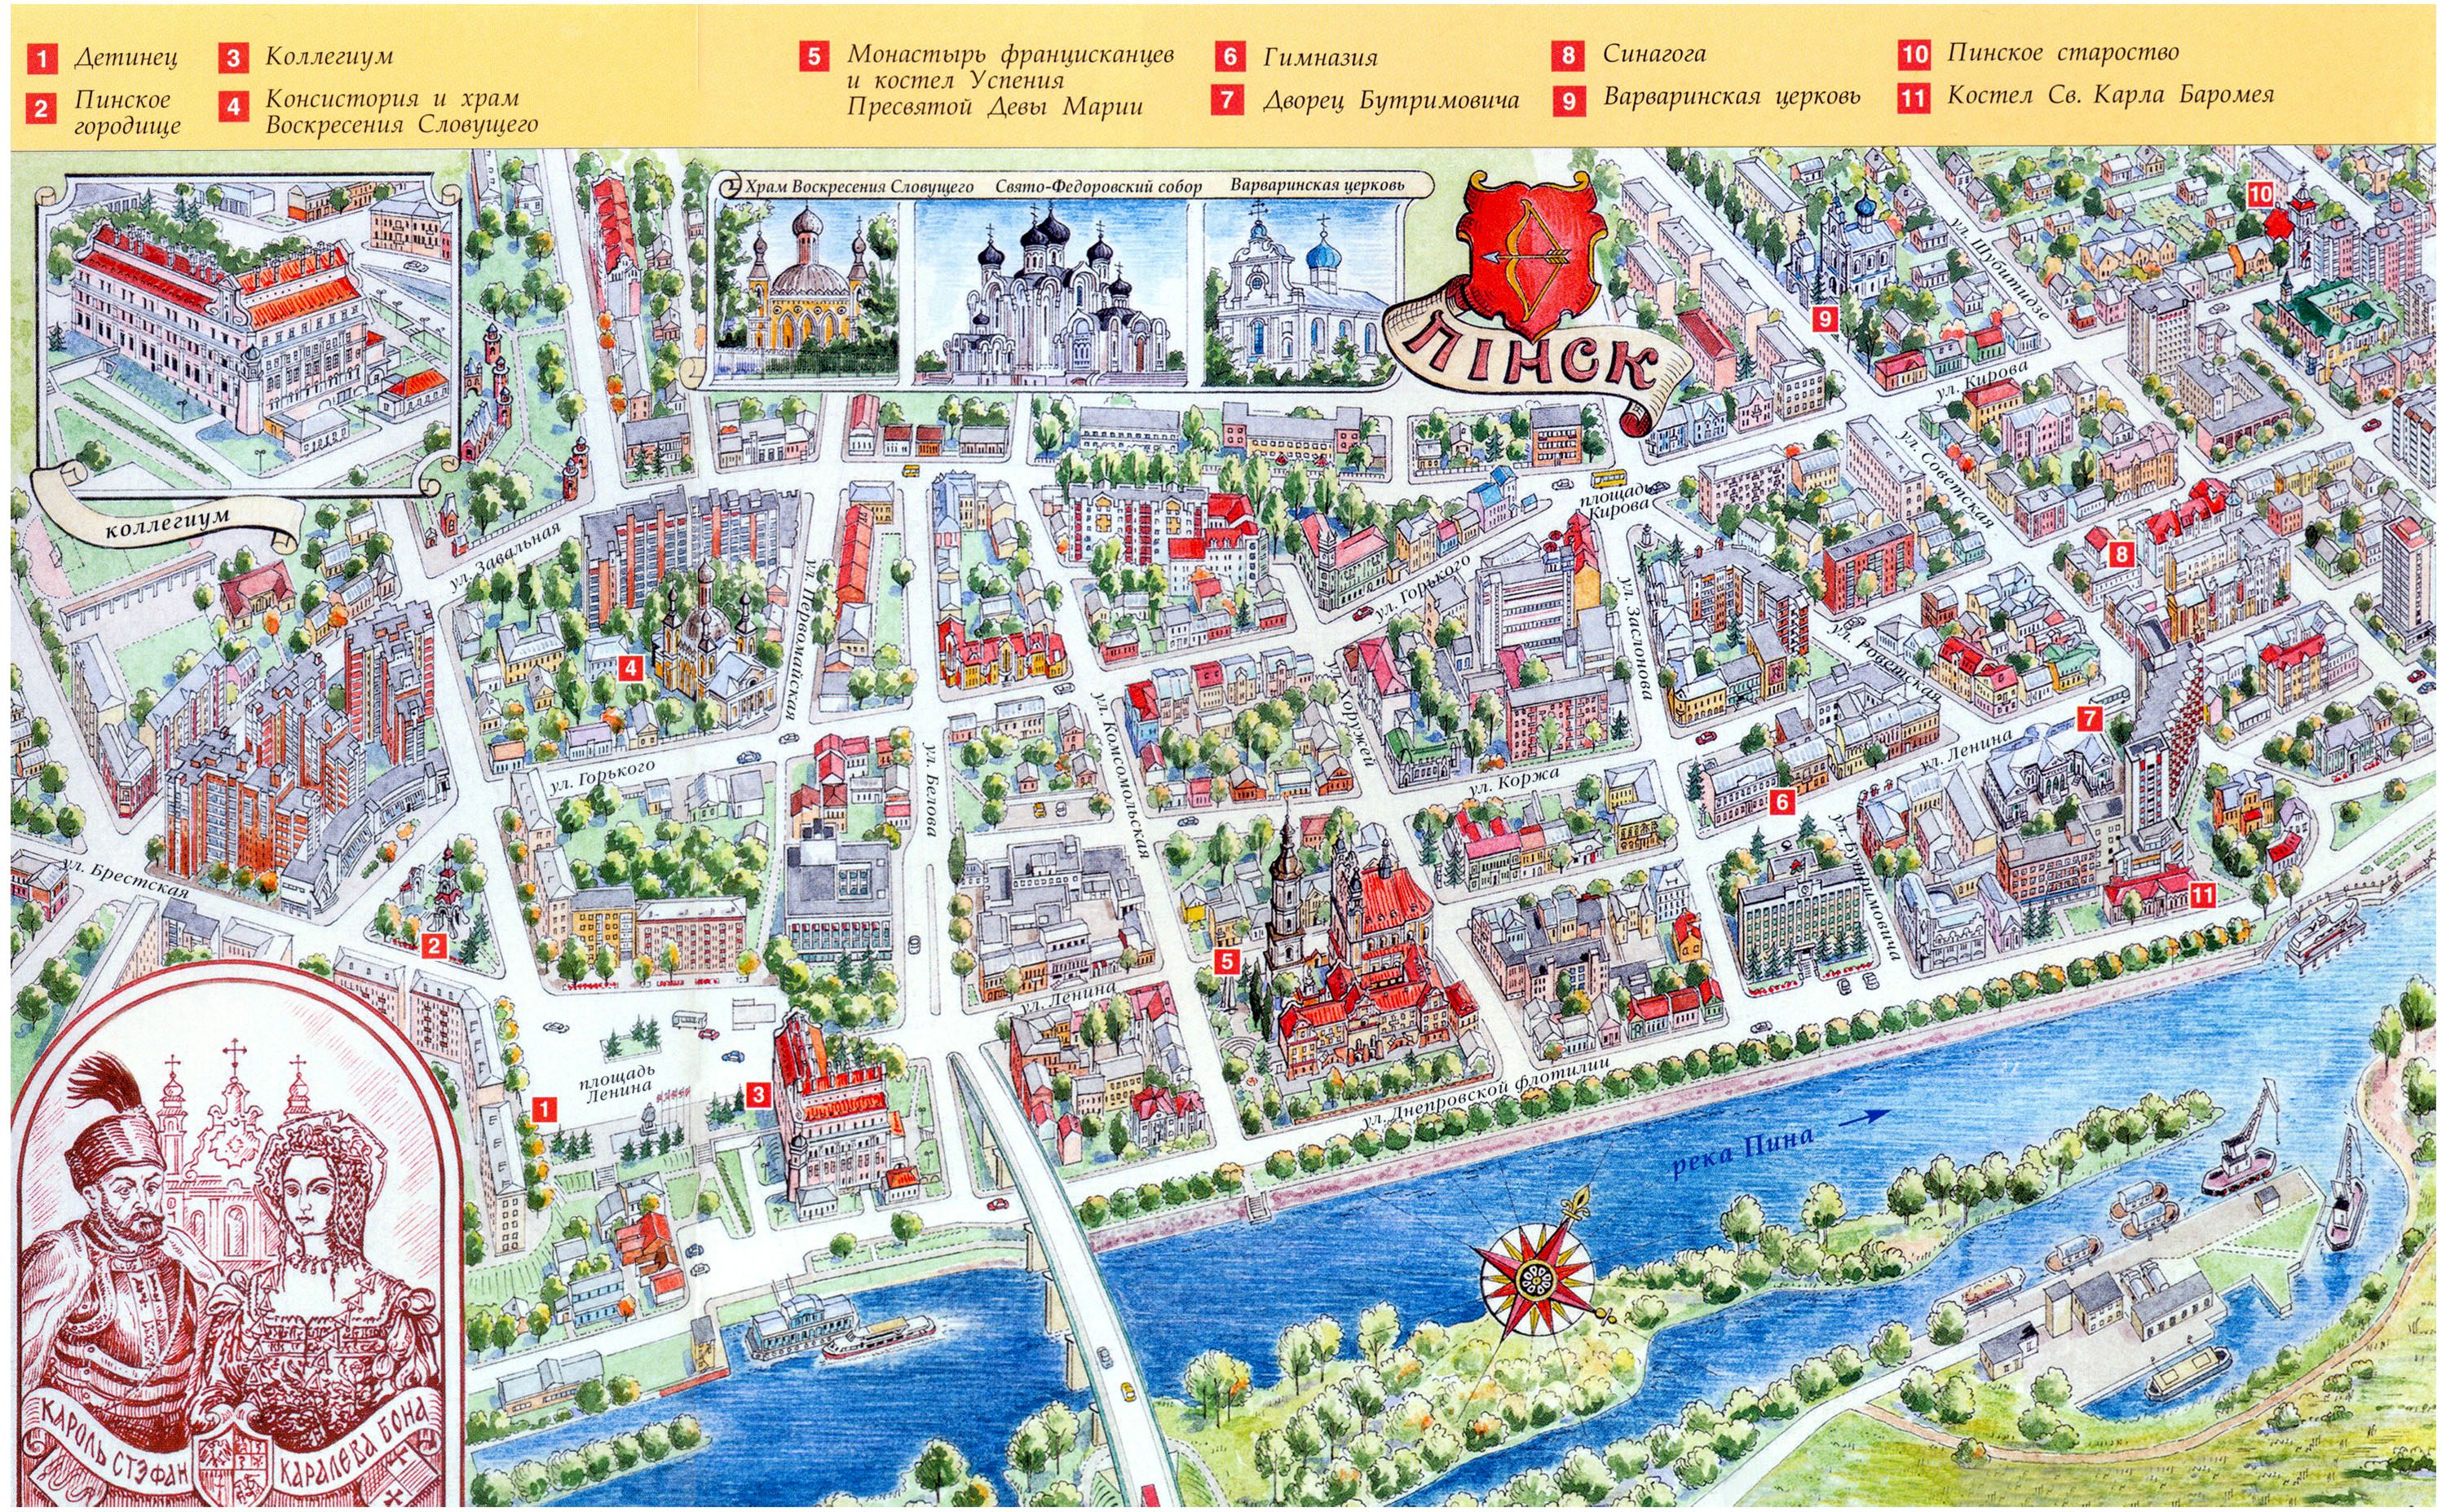 1 Детинец
2 Пинское
городище
3 Коллегиум
4 Консистория и храм
Воскресения Словущего
5 Монастырь францисканцев
и костел Успения
Пресвятой Девы Марии
6 Гимназия
7 Дворец Бутримовича
8 Синагога
9 Варваринская церковь
10 Пинское староство
11 Костел Св. Карла Баромея
Храм Воскресения Словущего
Свято-Федоровский собор
Варваринская церковь
ПІНСК
коллегиум
10
9
ул. Шубитидзе
ул. Кирова
ул. Советская
площадь
Кирова
8
ул. Завальная
ул. Первомайская
ул. Горького
ул. Заслонова
ул. Роветская
4
ул. Хоржей
ул. Комсомольская
7
ул. Ленина
ул. Горького
ул. Белова
ул. Коржа
6
ул. Бутримовича
ул. Брестская
11
2
5
ул. Ленина
площадь
Ленина
1
3
ул. Днепровской флотилии
река Пина
КАРОЛЬ СТЭФАН
КАРАЛЕВА БОНА